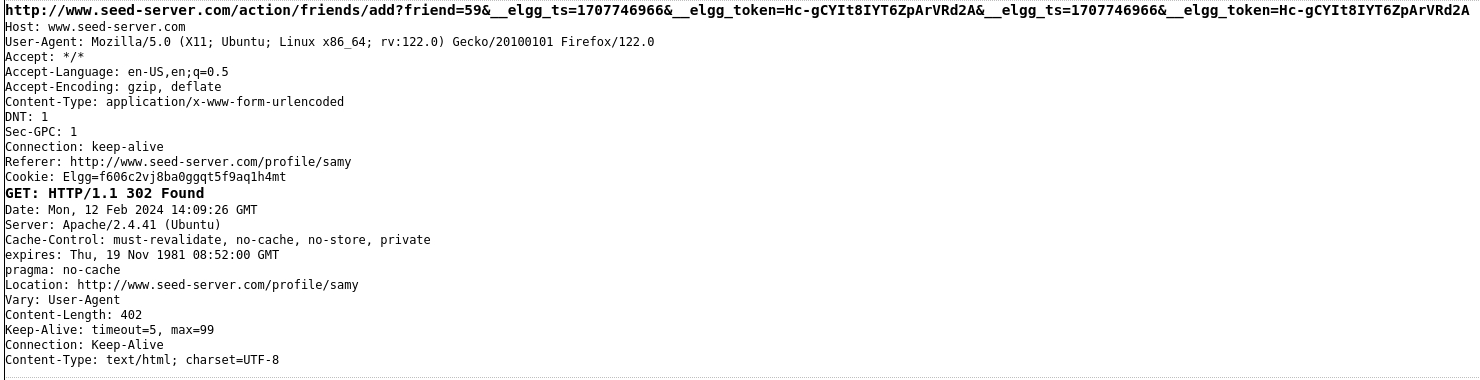 http://www.seed-server.com/action/friends/add?friend=59&__elgg_ts=1707746966&__elgg_token=Hc-gCYIt8IYT6ZpArVRd2A&__elgg_ts=1707746966&__elgg_token=Hc-gCYIt8IYT6ZpArVRd2A
Host: www.seed-server.com
User-Agent: Mozilla/5.0 (X11; Ubuntu; Linux x86_64; rv:122.0) Gecko/20100101 Firefox/122.0
Accept: */*
Accept-Language: en-US,en;q=0.5
Accept-Encoding: gzip, deflate
Content-Type: application/x-www-form-urlencoded
DNT: 1
Sec-GPC: 1
Connection: keep-alive
Referer: http://www.seed-server.com/profile/samy
Cookie: Elgg=f606c2vj8ba0ggqt5f9aq1h4mt
GET: HTTP/1.1 302 Found
Date: Mon, 12 Feb 2024 14:09:26 GMT
Server: Apache/2.4.41 (Ubuntu)
Cache-Control: must-revalidate, no-cache, no-store, private
expires: Thu, 19 Nov 1981 08:52:00 GMT
pragma: no-cache
Location: http://www.seed-server.com/profile/samy
Vary: User-Agent
Content-Length: 402
Keep-Alive: timeout=5, max=99
Connection: Keep-Alive
Content-Type: text/html; charset=UTF-8